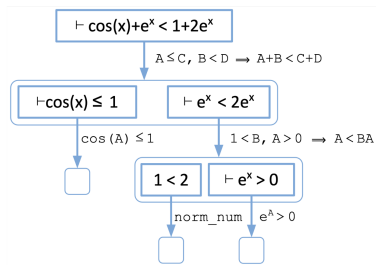 ⊢ cos(x)+eˣ < 1+2eˣ
A ≤ C, B < D ⟹ A+B < C+D
⊢cos(x) ≤ 1
⊢ eˣ < 2eˣ
cos(A) ≤ 1
1 < B, A > 0 ⟹ A < BA
1 < 2
⊢ eˣ > 0
norm_num
eᴬ > 0